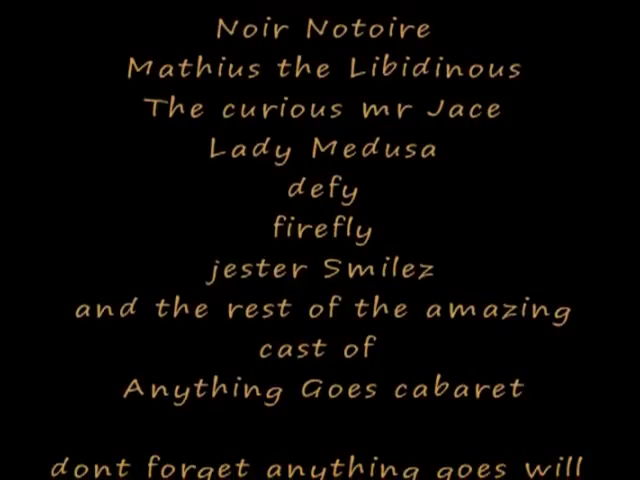 Noir Notoire
Mathius the Libidinous
The curious mr Jace
Lady Medusa
defy
firefly
jester Smilez
and the rest of the amazing
cast of
Anything Goes cabaret
dont forget anything goes will